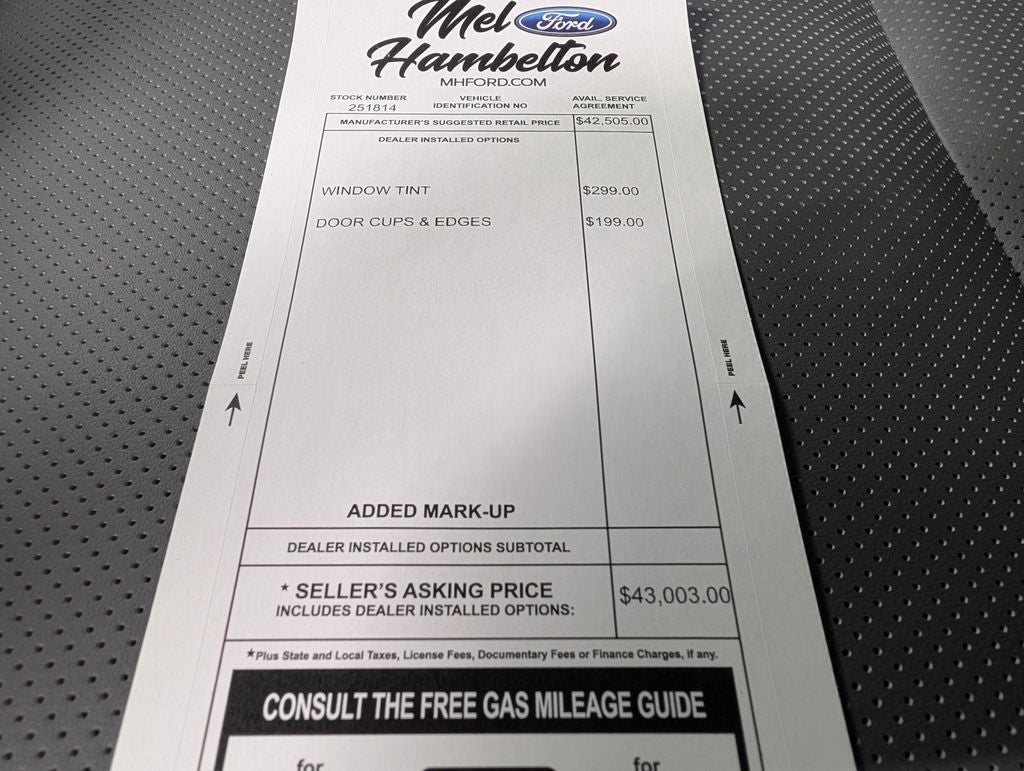 Mel Ford
Hambelton
MHFORD.COM
STOCK NUMBER VEHICLE IDENTIFICATION NO AVAIL. SERVICE AGREEMENT
251814
MANUFACTURER'S SUGGESTED RETAIL PRICE $42,505.00
DEALER INSTALLED OPTIONS
WINDOW TINT $299.00
DOOR CUPS & EDGES $199.00
PEEL HERE PEEL HERE
ADDED MARK-UP
DEALER INSTALLED OPTIONS SUBTOTAL
* SELLER'S ASKING PRICE $43,003.00
INCLUDES DEALER INSTALLED OPTIONS:
*Plus State and Local Taxes, License Fees, Documentary Fees or Finance Charges, If any.
CONSULT THE FREE GAS MILEAGE GUIDE
for for